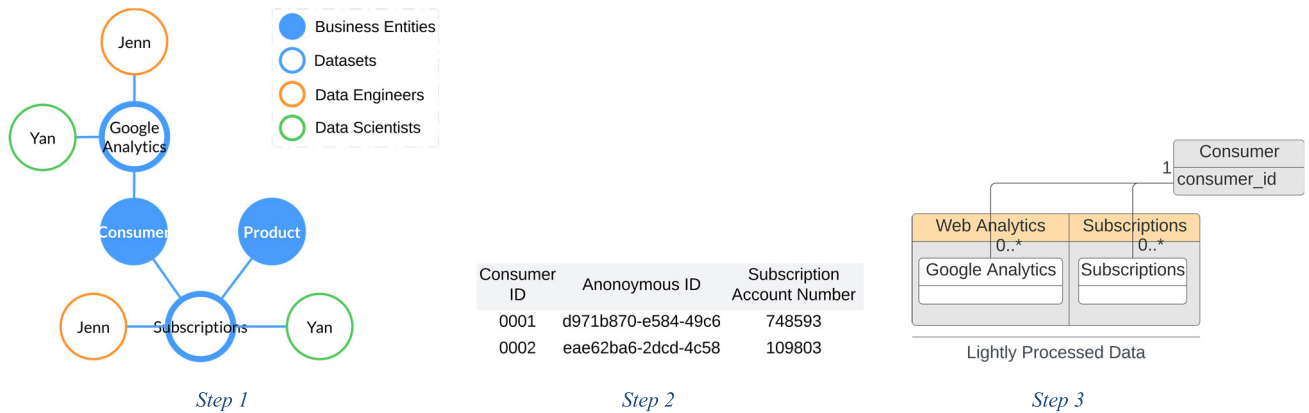 Jenn
Google
Analytics
Yan
Consumer
Product
Jenn
Subscriptions
Yan
Business Entities
Datasets
Data Engineers
Data Scientists
Step 1
Consumer
ID
Anonoymous ID
Subscription
Account Number
0001 d971b870-e584-49c6 748593
0002 eae62ba6-2dcd-4c58 109803
Step 2
Consumer
1
consumer_id
Web Analytics
Subscriptions
0..*
0..*
Google Analytics
Subscriptions
Lightly Processed Data
Step 3